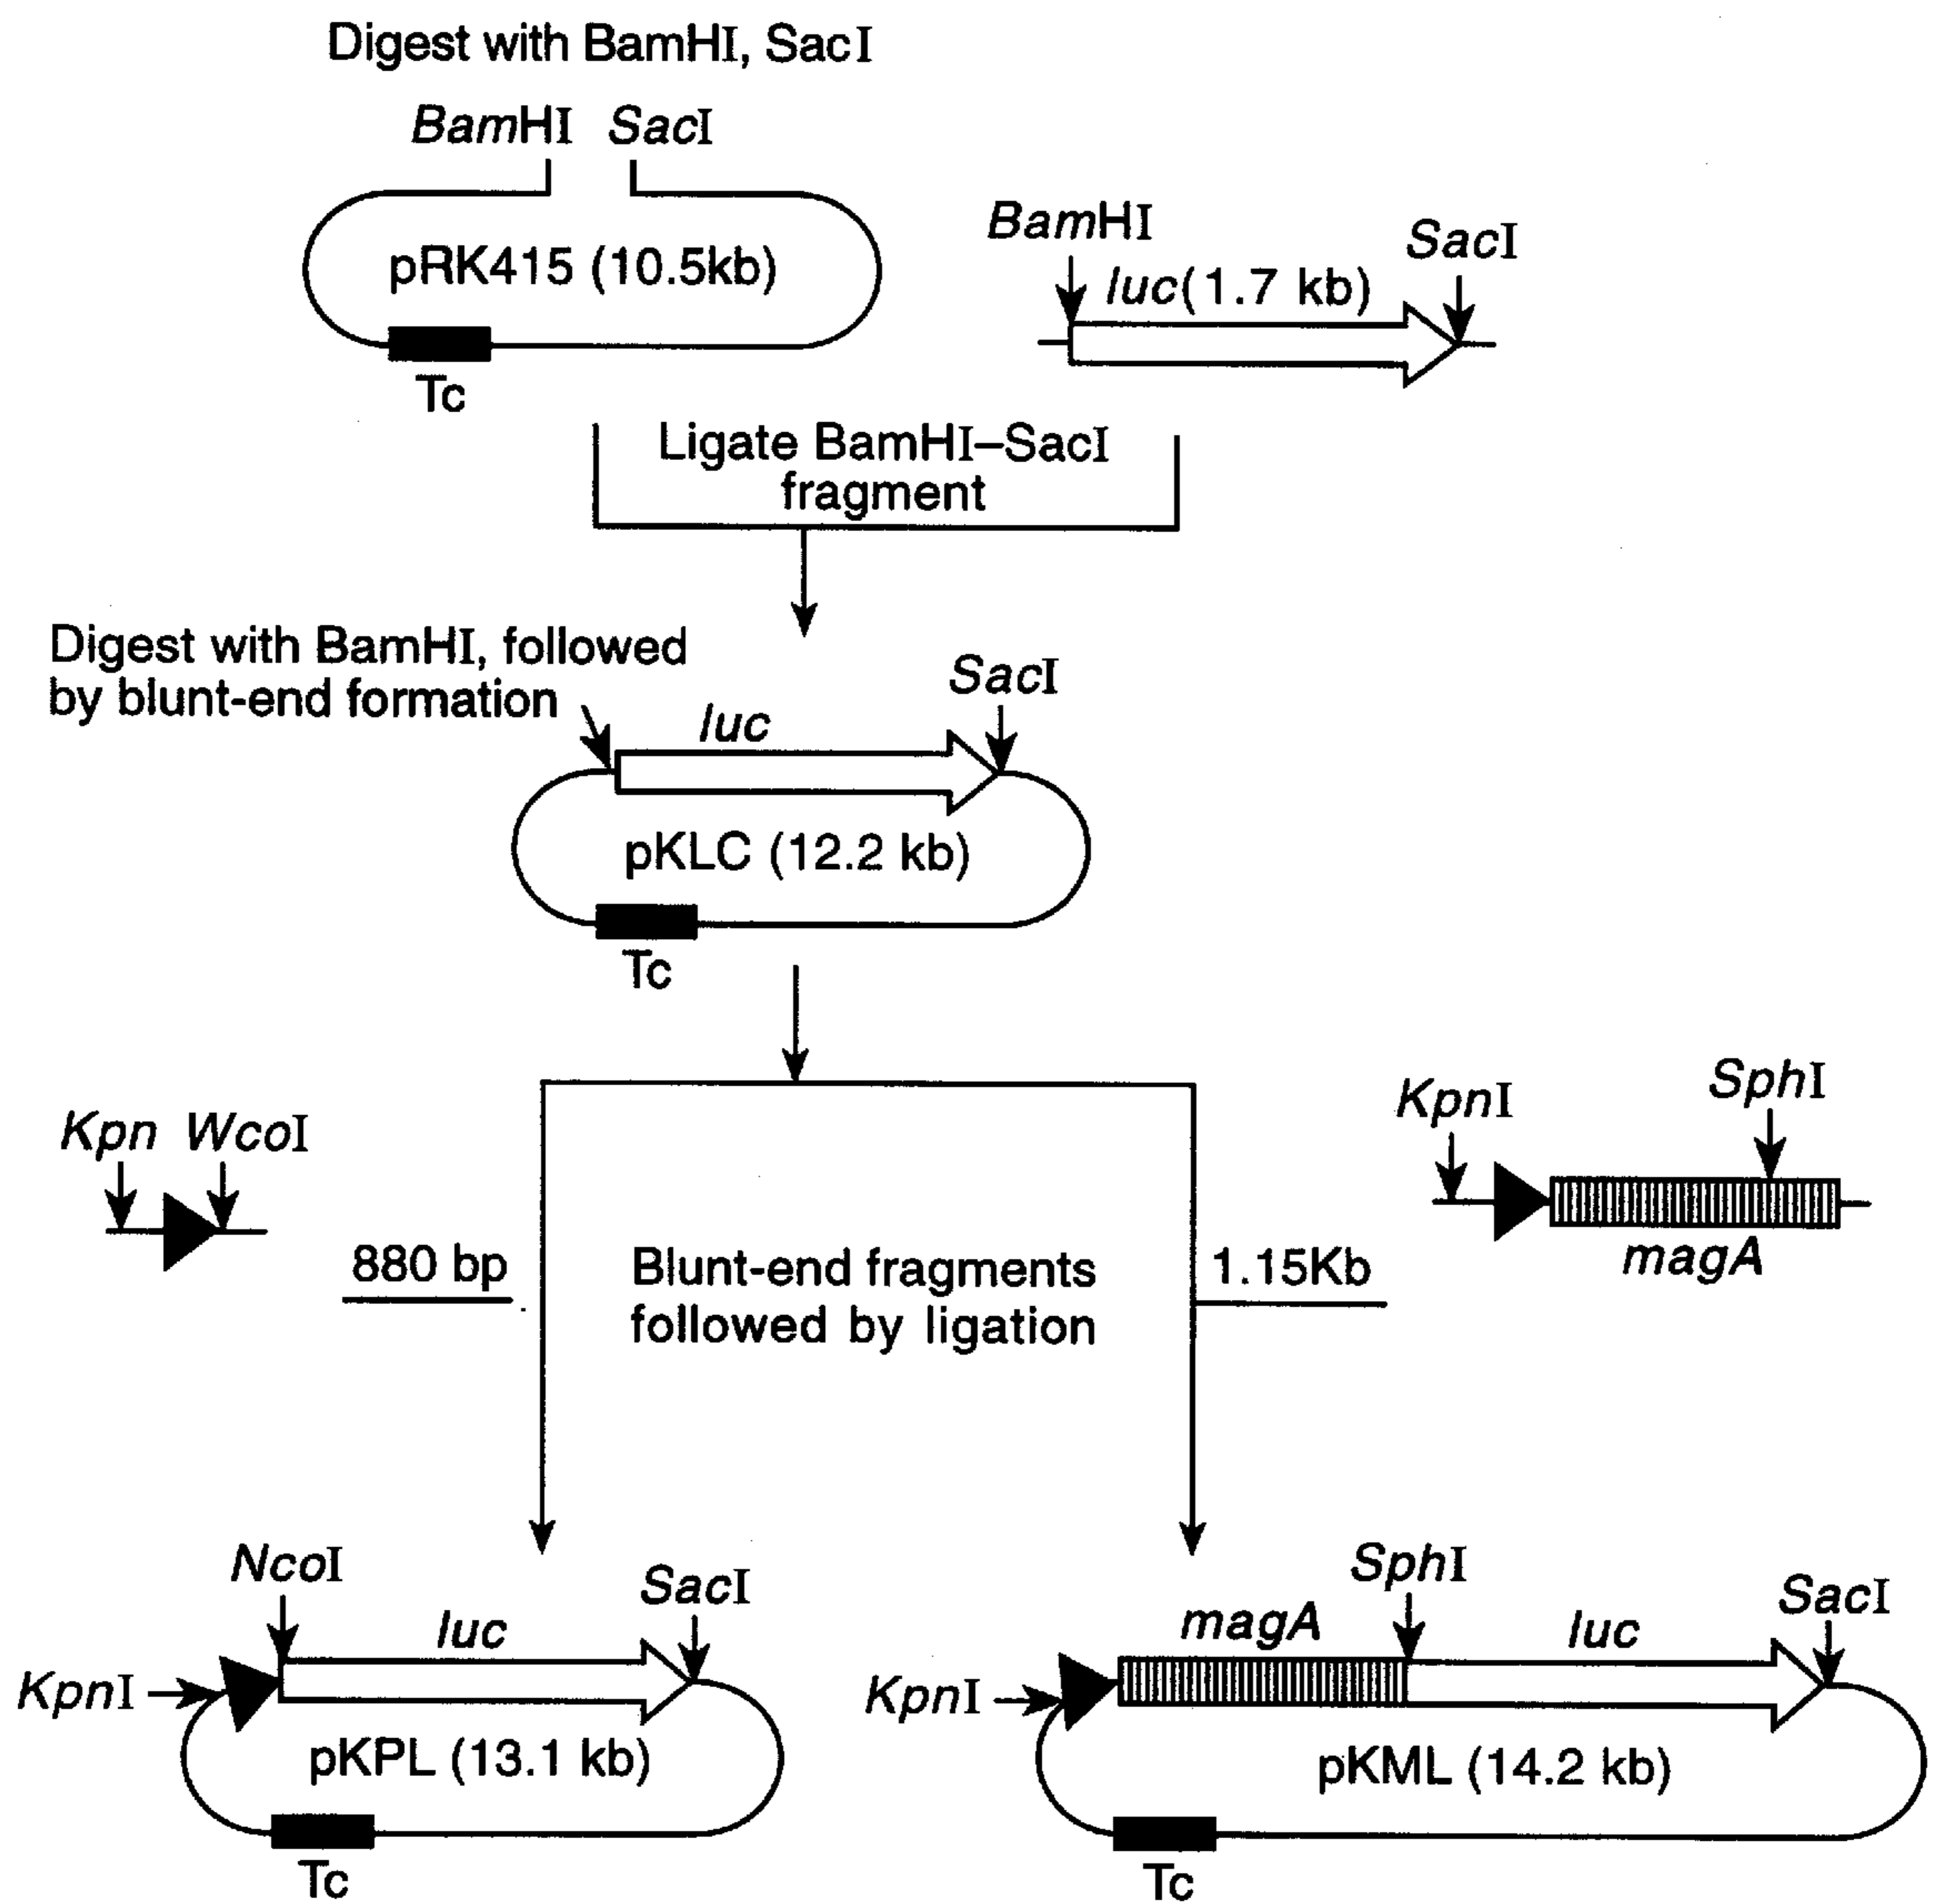 Digest with BamHI, SacI
BamHI SacI
pRK415 (10.5kb)
Tc
BamHI
SacI
luc(1.7 kb)
Ligate BamHI–SacI
fragment
Digest with BamHI, followed
by blunt-end formation
SacI
luc
pKLC (12.2 kb)
Tc
Kpn WcoI
880 bp
Blunt-end fragments
followed by ligation
KpnI
SphI
magA
1.15Kb
NcoI
SacI
luc
KpnI
pKPL (13.1 kb)
Tc
SphI
SacI
magA
luc
KpnI
pKML (14.2 kb)
Tc